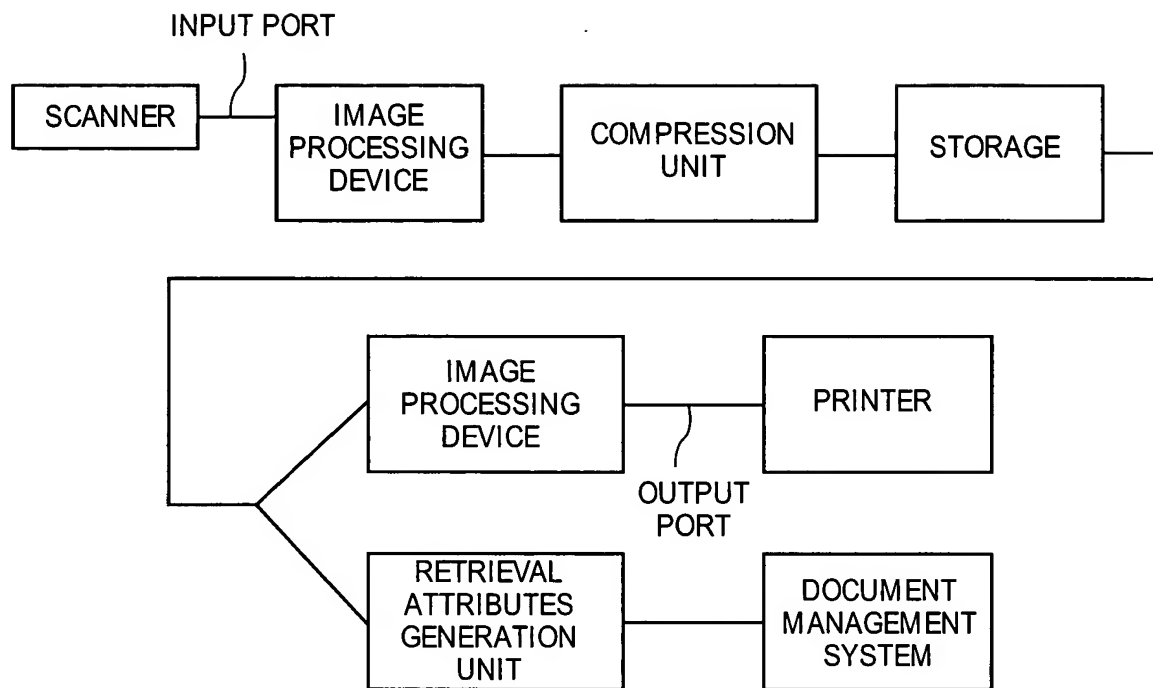 INPUT PORT
SCANNER
IMAGE
PROCESSING
DEVICE
COMPRESSION
UNIT
STORAGE
IMAGE
PROCESSING
DEVICE
PRINTER
OUTPUT
PORT
RETRIEVAL
ATTRIBUTES
GENERATION
UNIT
DOCUMENT
MANAGEMENT
SYSTEM